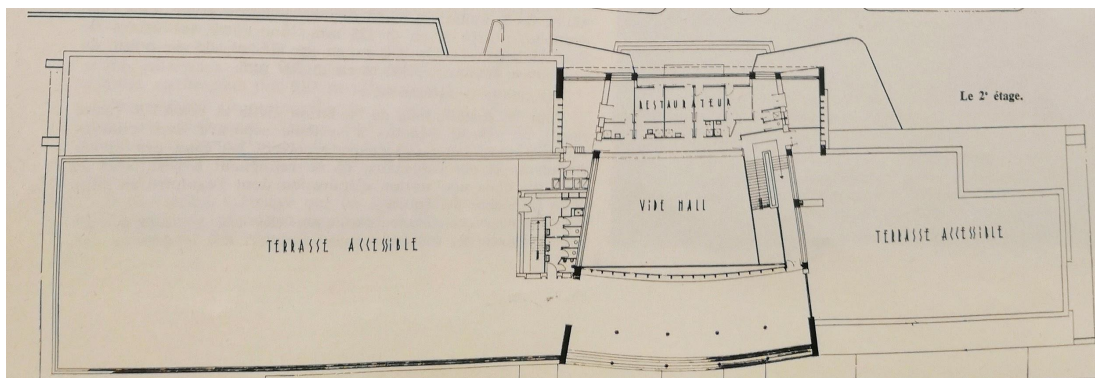 Le 2ᵉ étage.
RESTAURATEUR
VIDE HALL
TERRASSE ACCESSIBLE
TERRASSE ACCESSIBLE